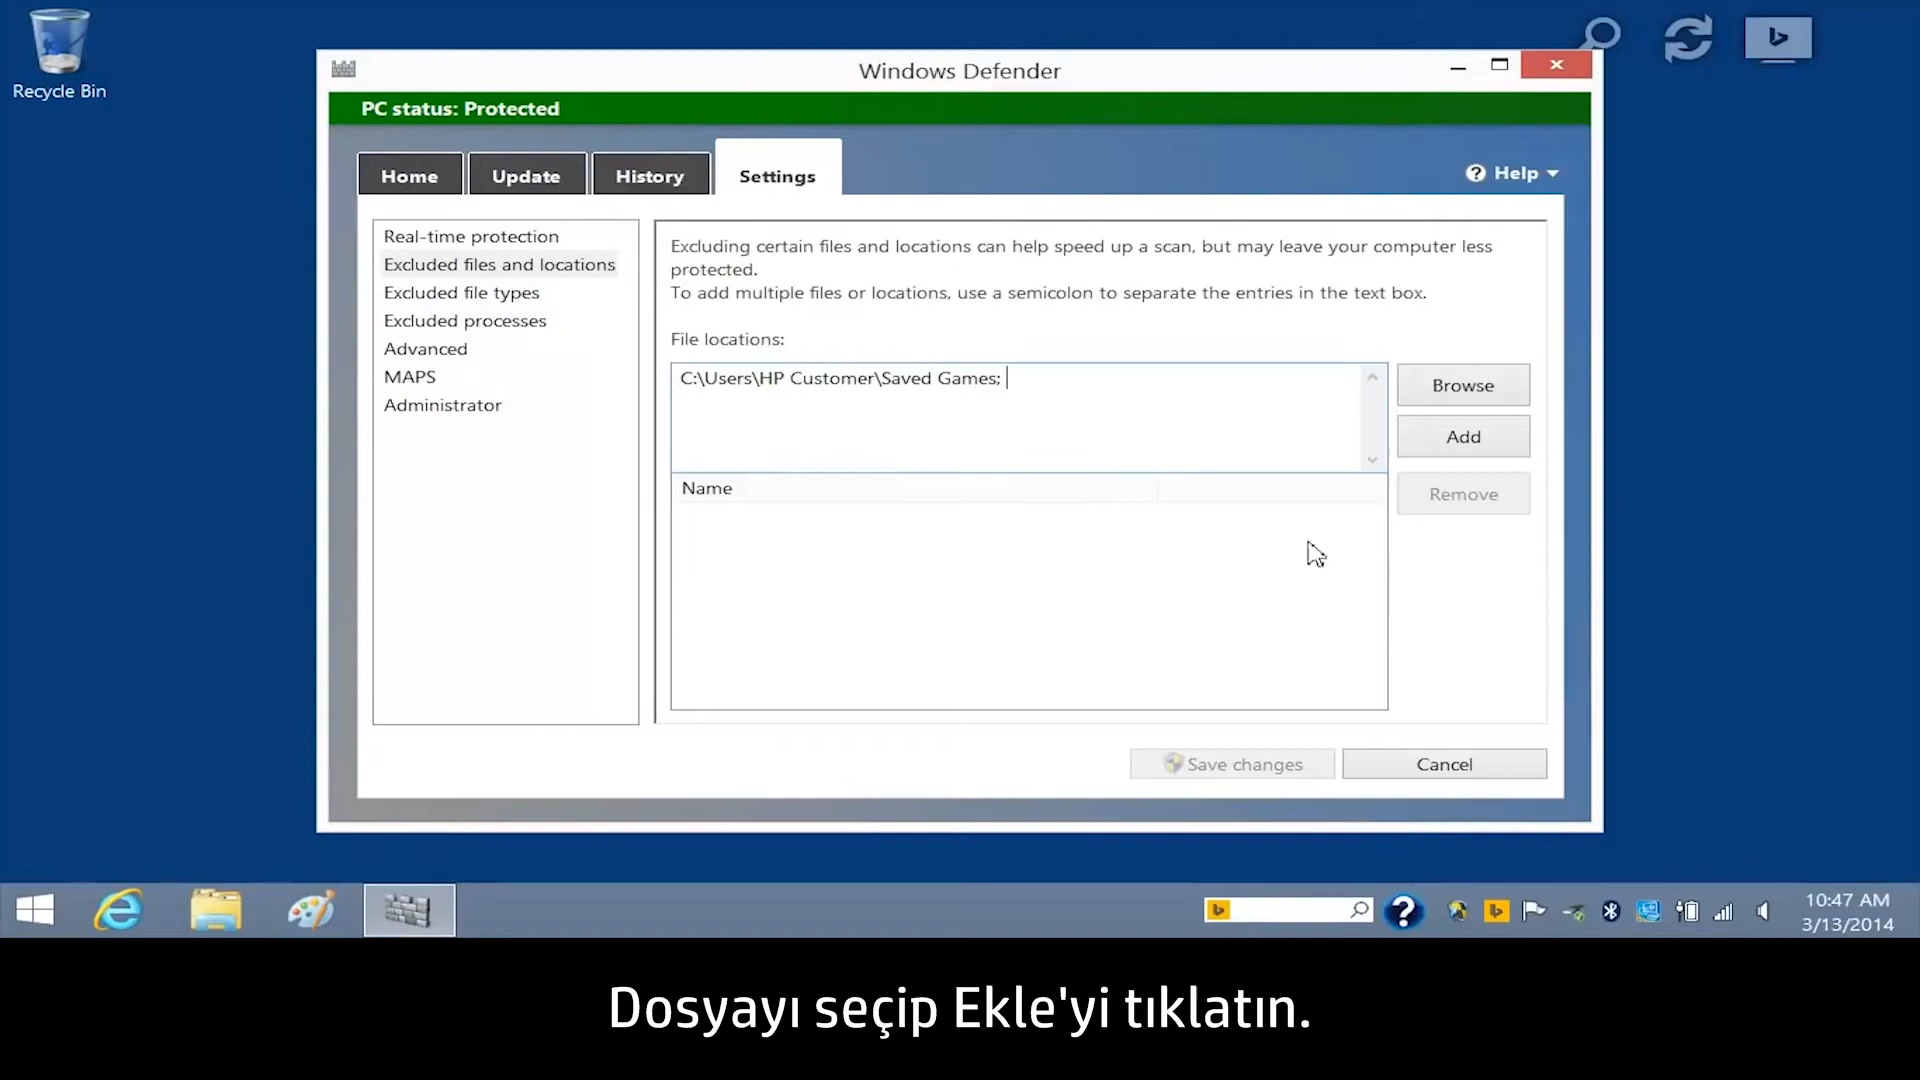 Recycle Bin
Windows Defender
PC status: Protected
Home
Update
History
Settings
Help
Real-time protection
Excluded files and locations
Excluded file types
Excluded processes
Advanced
MAPS
Administrator
Excluding certain files and locations can help speed up a scan, but may leave your computer less
protected.
To add multiple files or locations, use a semicolon to separate the entries in the text box.
File locations:
C:\Users\HP Customer\Saved Games;
Browse
Add
Name
Remove
Save changes
Cancel
10:47 AM
3/13/2014
Dosyayı seçip Ekle'yi tıklatın.